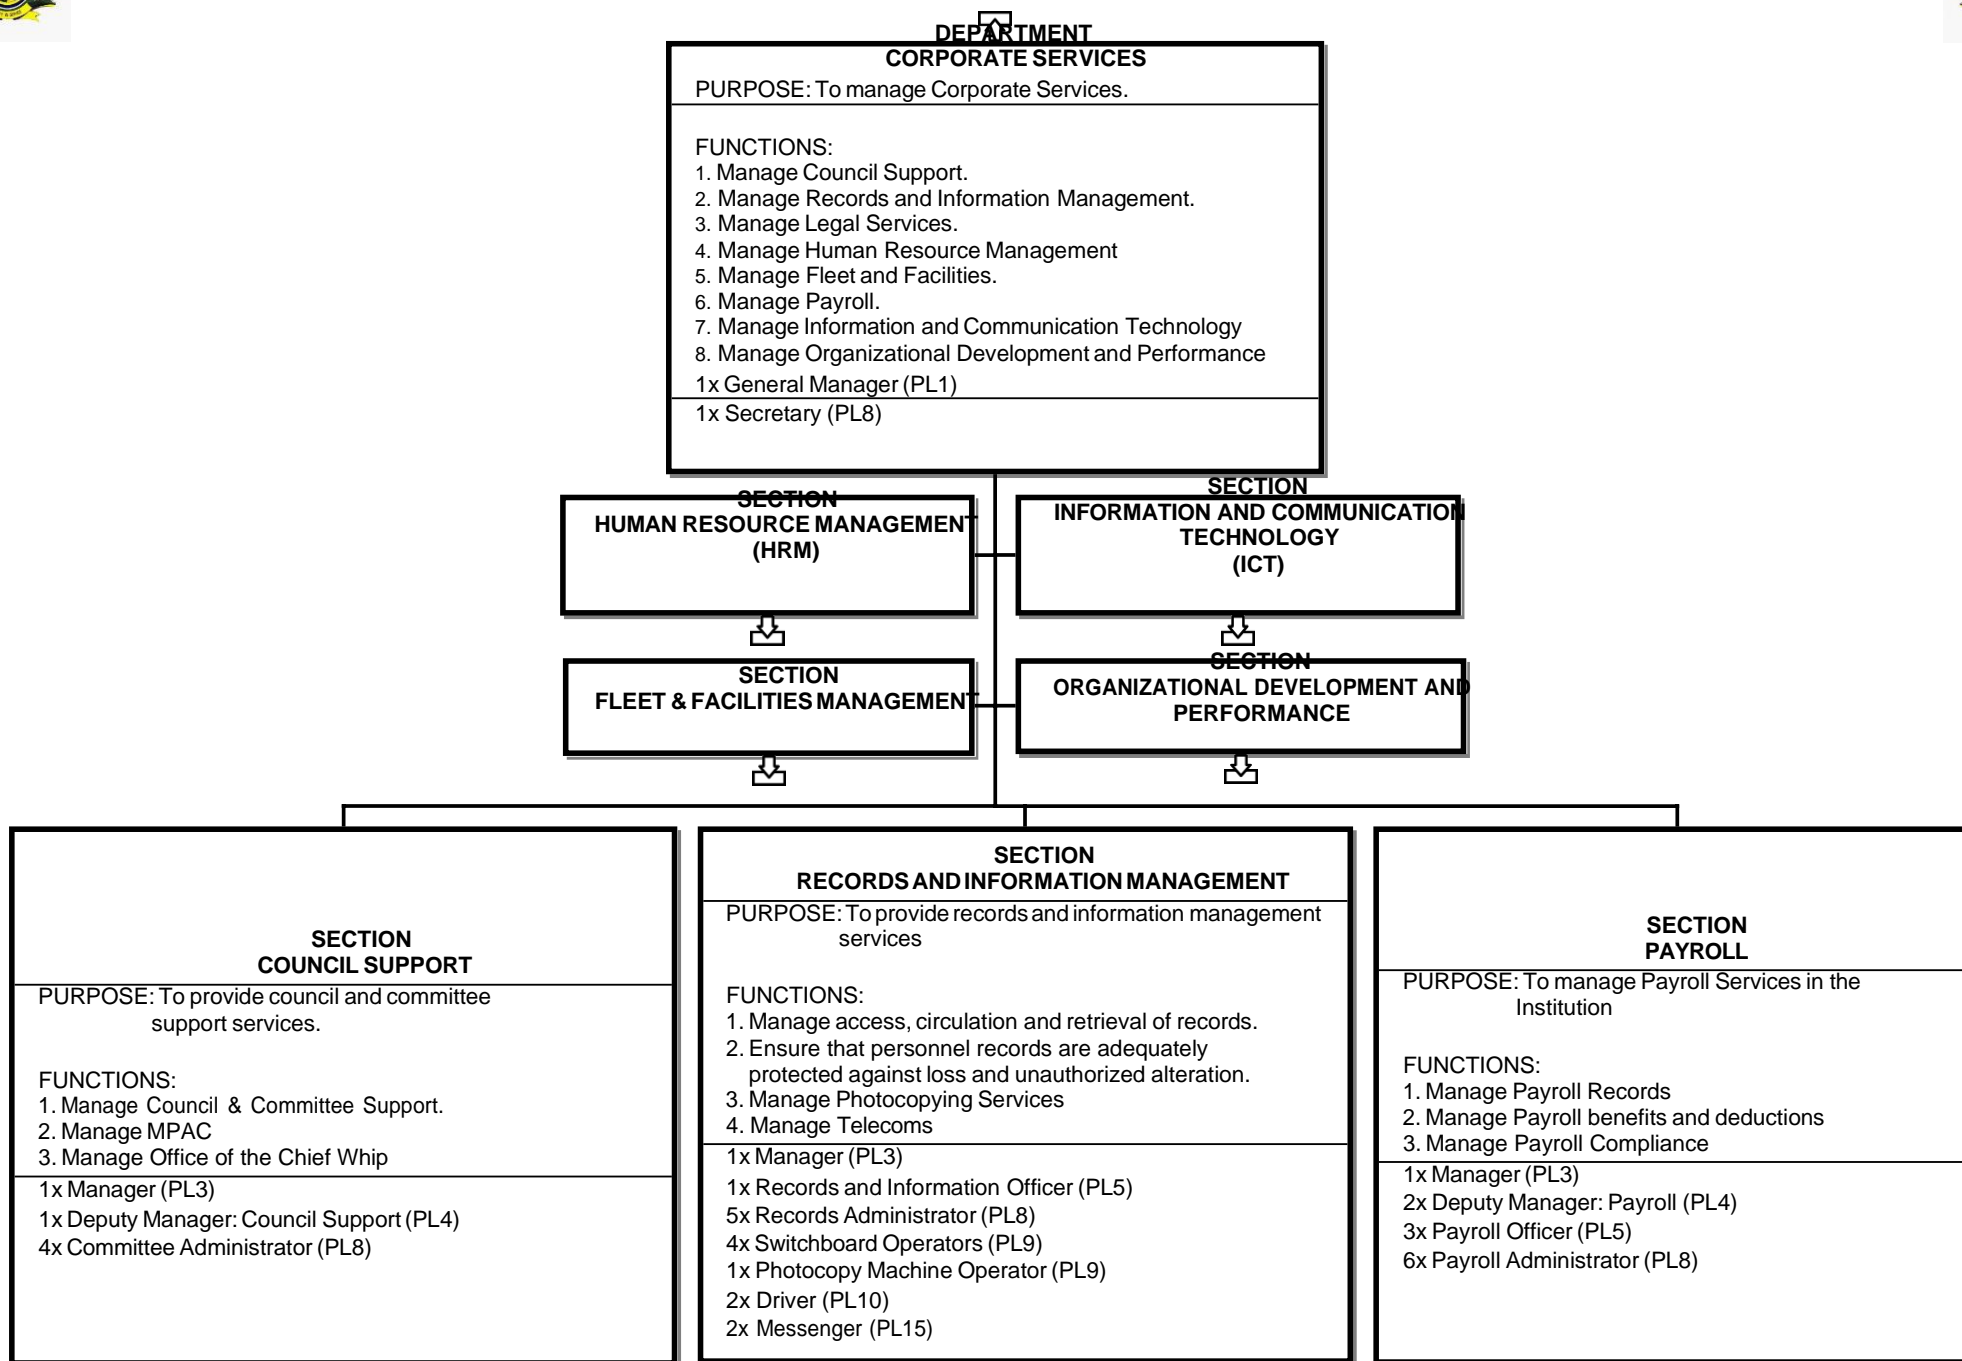 DEPARTMENT
CORPORATE SERVICES
PURPOSE: To manage Corporate Services.
FUNCTIONS:
1. Manage Council Support.
2. Manage Records and Information Management.
3. Manage Legal Services.
4. Manage Human Resource Management
5. Manage Fleet and Facilities.
6. Manage Payroll.
7. Manage Information and Communication Technology
8. Manage Organizational Development and Performance
1x General Manager (PL1)
1x Secretary (PL8)
SECTION
HUMAN RESOURCE MANAGEMENT
(HRM)
SECTION
INFORMATION AND COMMUNICATION
TECHNOLOGY
(ICT)
SECTION
FLEET & FACILITIES MANAGEMENT
SECTION
ORGANIZATIONAL DEVELOPMENT AND
PERFORMANCE
SECTION
COUNCIL SUPPORT
PURPOSE: To provide council and committee
support services.
FUNCTIONS:
1. Manage Council & Committee Support.
2. Manage MPAC
3. Manage Office of the Chief Whip
1x Manager (PL3)
1x Deputy Manager: Council Support (PL4)
4x Committee Administrator (PL8)
SECTION
RECORDS AND INFORMATION MANAGEMENT
PURPOSE: To provide records and information management
services
FUNCTIONS:
1. Manage access, circulation and retrieval of records.
2. Ensure that personnel records are adequately
protected against loss and unauthorized alteration.
3. Manage Photocopying Services
4. Manage Telecoms
1x Manager (PL3)
1x Records and Information Officer (PL5)
5x Records Administrator (PL8)
4x Switchboard Operators (PL9)
1x Photocopy Machine Operator (PL9)
2x Driver (PL10)
2x Messenger (PL15)
SECTION
PAYROLL
PURPOSE: To manage Payroll Services in the
Institution
FUNCTIONS:
1. Manage Payroll Records
2. Manage Payroll benefits and deductions
3. Manage Payroll Compliance
1x Manager (PL3)
2x Deputy Manager: Payroll (PL4)
3x Payroll Officer (PL5)
6x Payroll Administrator (PL8)